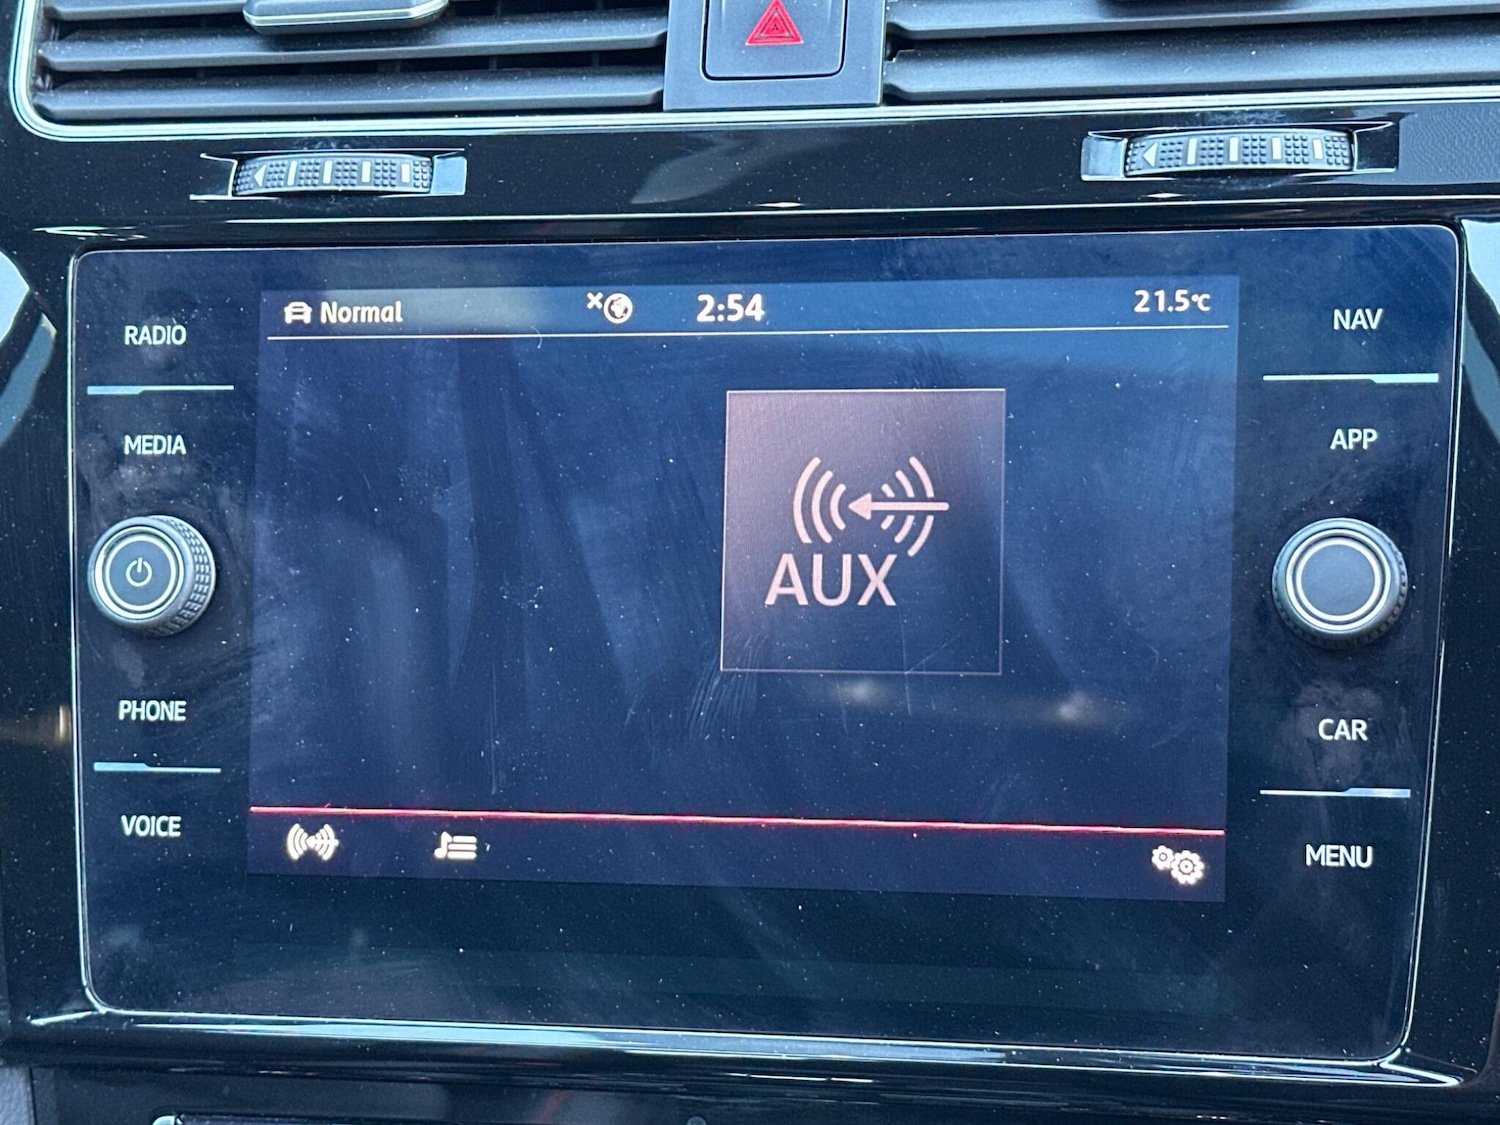 Normal 2:54 21.5°C
RADIO
NAV
MEDIA
APP
AUX
PHONE
CAR
VOICE
MENU